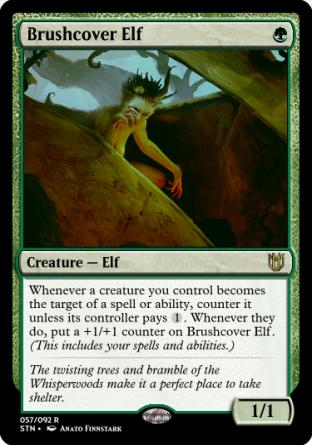 Brushcover Elf
Creature — Elf
Whenever a creature you control becomes
the target of a spell or ability, counter it
unless its controller pays 1. Whenever they
do, put a +1/+1 counter on Brushcover Elf.
(This includes your spells and abilities.)
The twisting trees and bramble of the
Whisperwoods make it a perfect place to take
shelter.
1/1
057/092 R
STN • Anato Finnstark